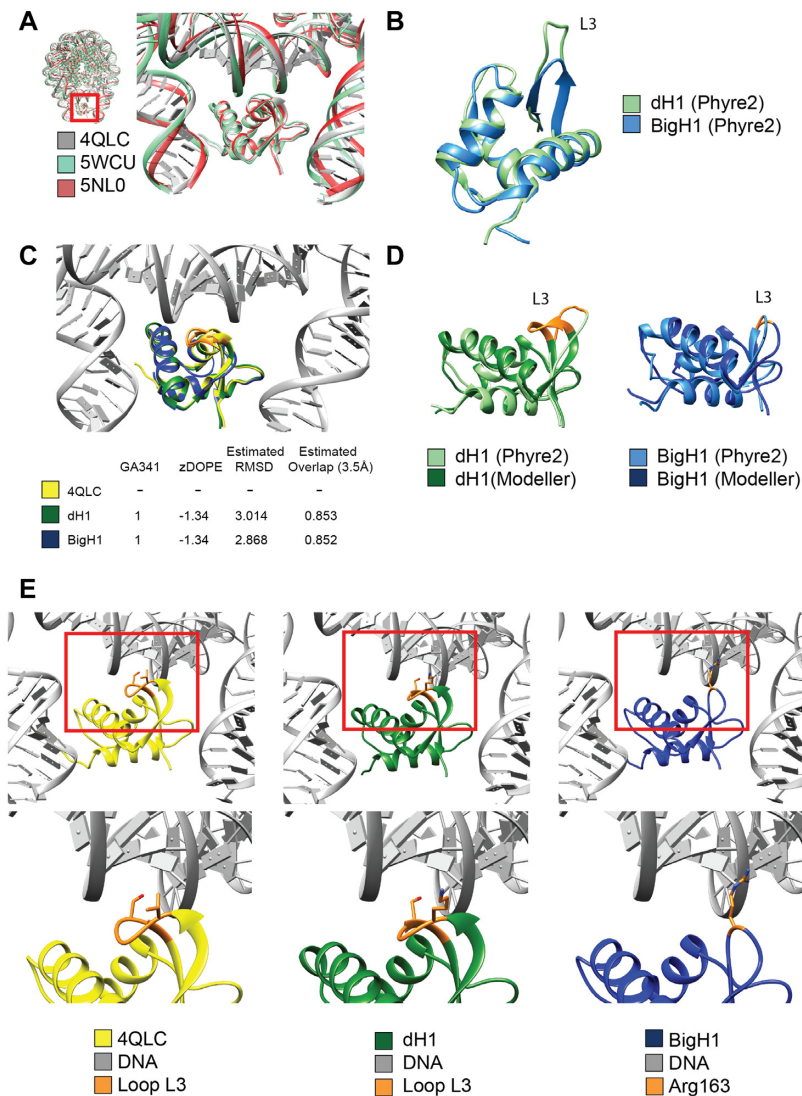 A
4QLC
5WCU
5NL0
B
L3
dH1 (Phyre2)
BigH1 (Phyre2)
C
GA341 zDOPE Estimated RMSD Estimated Overlap (3.5Å)
4QLC – – – –
dH1 1 -1.34 3.014 0.853
BigH1 1 -1.34 2.868 0.852
D
L3
dH1 (Phyre2)
dH1(Modeller)
L3
BigH1 (Phyre2)
BigH1 (Modeller)
E
4QLC
DNA
Loop L3
dH1
DNA
Loop L3
BigH1
DNA
Arg163